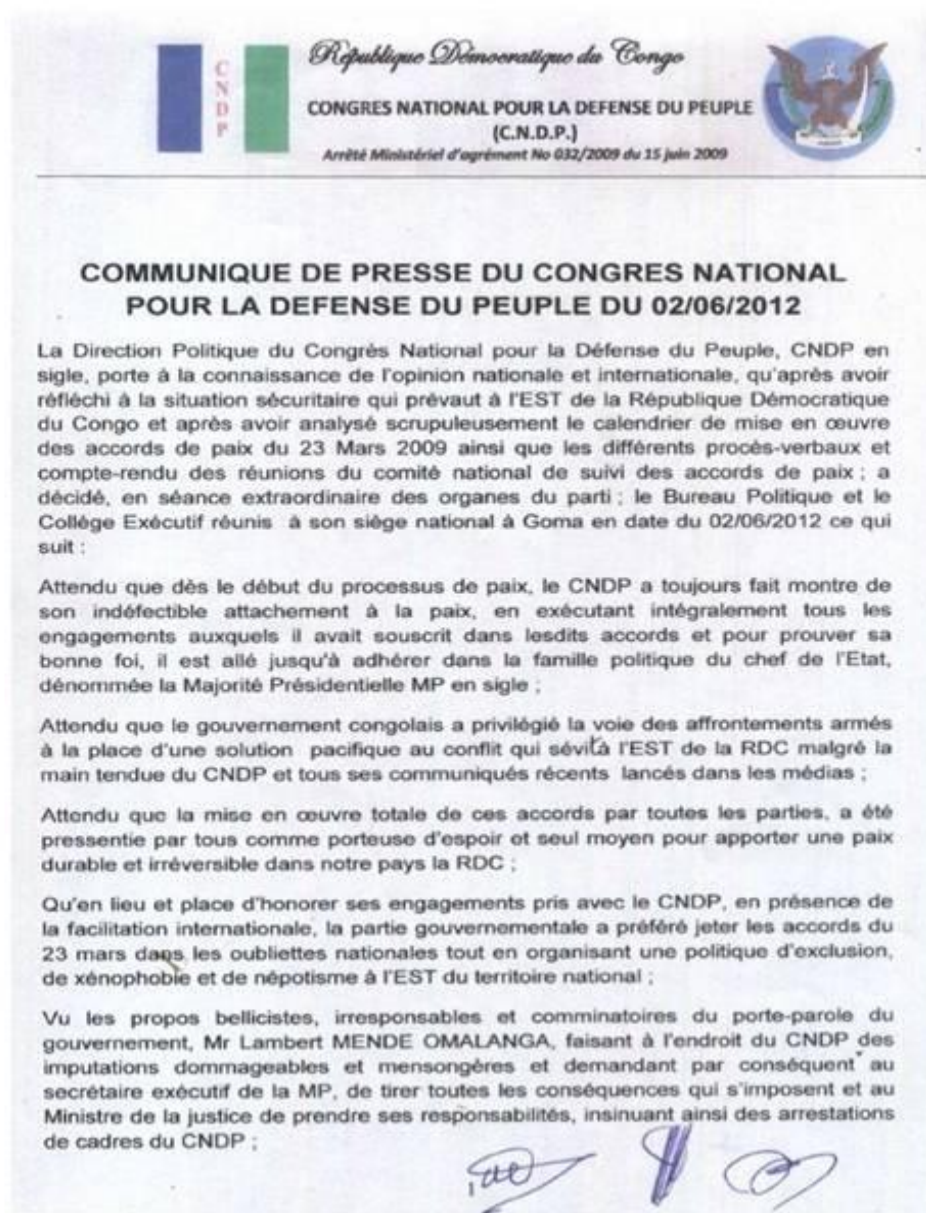 C
N
D
P
République Démocratique du Congo
CONGRES NATIONAL POUR LA DEFENSE DU PEUPLE
(C.N.D.P.)
Arrêté Ministériel d'agrément No 032/2009 du 15 juin 2009
COMMUNIQUE DE PRESSE DU CONGRES NATIONAL
POUR LA DEFENSE DU PEUPLE DU 02/06/2012
La Direction Politique du Congrès National pour la Défense du Peuple, CNDP en
sigle, porte à la connaissance de l'opinion nationale et internationale, qu'après avoir
réfléchi à la situation sécuritaire qui prévaut à l'EST de la République Démocratique
du Congo et après avoir analysé scrupuleusement le calendrier de mise en œuvre
des accords de paix du 23 Mars 2009 ainsi que les différents procès-verbaux et
compte-rendu des réunions du comité national de suivi des accords de paix ; a
décidé, en séance extraordinaire des organes du parti ; le Bureau Politique et le
Collège Exécutif réunis à son siège national à Goma en date du 02/06/2012 ce qui
suit :
Attendu que dès le début du processus de paix, le CNDP a toujours fait montre de
son indéfectible attachement à la paix, en exécutant intégralement tous les
engagements auxquels il avait souscrit dans lesdits accords et pour prouver sa
bonne foi, il est allé jusqu'à adhérer dans la famille politique du chef de l'Etat,
dénommée la Majorité Présidentielle MP en sigle ;
Attendu que le gouvernement congolais a privilégié la voie des affrontements armés
à la place d'une solution pacifique au conflit qui sévit à l'EST de la RDC malgré la
main tendue du CNDP et tous ses communiqués récents lancés dans les médias ;
Attendu que la mise en œuvre totale de ces accords par toutes les parties, a été
pressentie par tous comme porteuse d'espoir et seul moyen pour apporter une paix
durable et irréversible dans notre pays la RDC ;
Qu'en lieu et place d'honorer ses engagements pris avec le CNDP, en présence de
la facilitation internationale, la partie gouvernementale a préféré jeter les accords du
23 mars dans les oubliettes nationales tout en organisant une politique d'exclusion,
de xénophobie et de népotisme à l'EST du territoire national ;
Vu les propos bellicistes, irresponsables et comminatoires du porte-parole du
gouvernement, Mr Lambert MENDE OMALANGA, faisant à l'endroit du CNDP des
imputations dommageables et mensongères et demandant par conséquent au
secrétaire exécutif de la MP, de tirer toutes les conséquences qui s'imposent et au
Ministre de la justice de prendre ses responsabilités, insinuant ainsi des arrestations
de cadres du CNDP ;